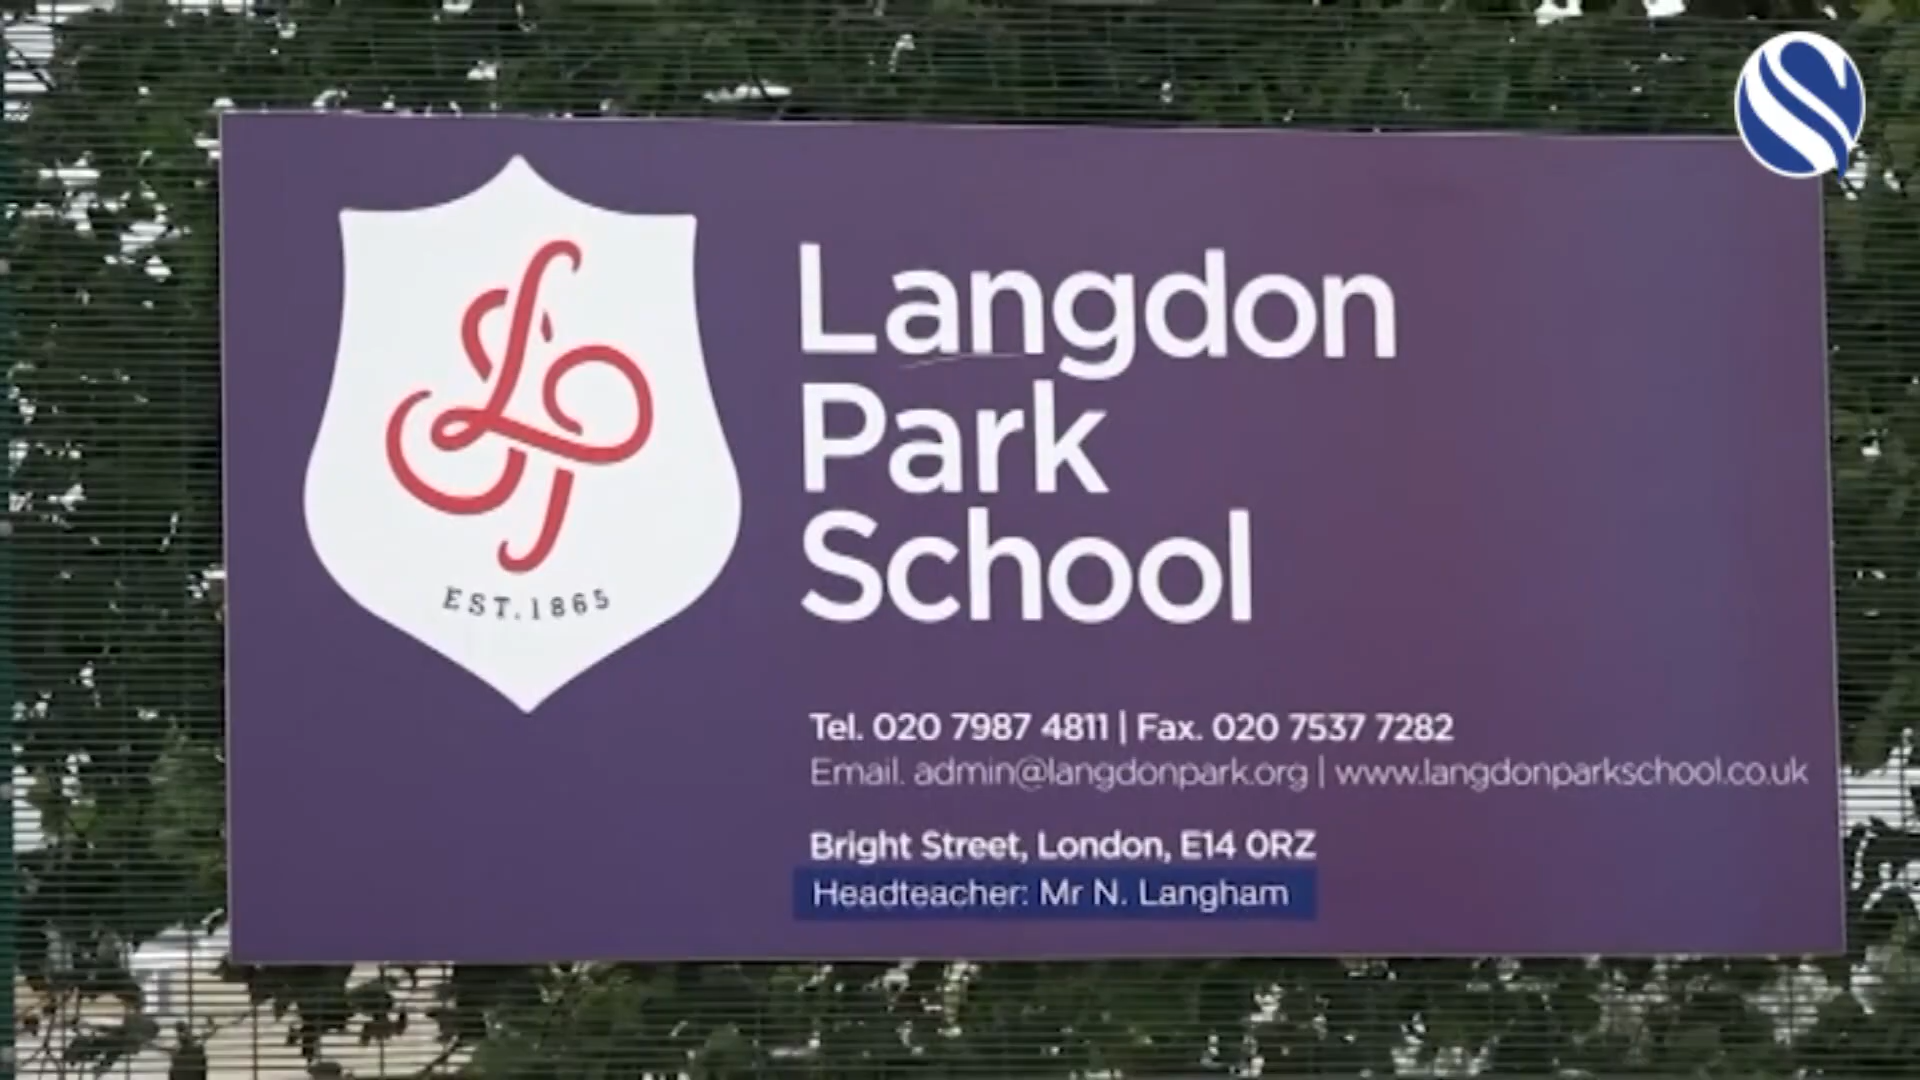 Langdon
Park
School
EST. 1865
Tel. 020 7987 4811 | Fax. 020 7537 7282
Email. admin@langdonpark.org | www.langdonparkschool.co.uk
Bright Street, London, E14 0RZ
Headteacher: Mr N. Langham